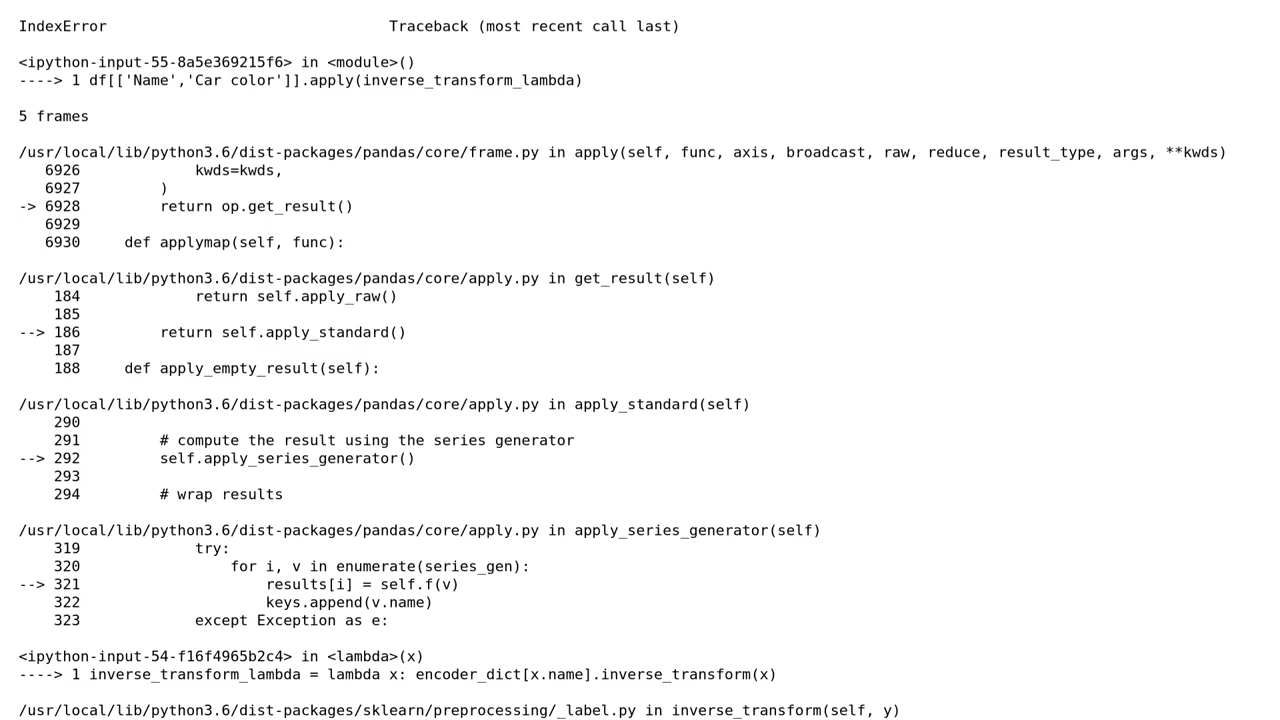 IndexError                                Traceback (most recent call last)
<ipython-input-55-8a5e369215f6> in <module>()
----> 1 df[['Name','Car color']].apply(inverse_transform_lambda)
5 frames
/usr/local/lib/python3.6/dist-packages/pandas/core/frame.py in apply(self, func, axis, broadcast, raw, reduce, result_type, args, **kwds)
   6926             kwds=kwds,
   6927         )
-> 6928         return op.get_result()
   6929
   6930     def applymap(self, func):
/usr/local/lib/python3.6/dist-packages/pandas/core/apply.py in get_result(self)
    184             return self.apply_raw()
    185
--> 186         return self.apply_standard()
    187
    188     def apply_empty_result(self):
/usr/local/lib/python3.6/dist-packages/pandas/core/apply.py in apply_standard(self)
    290
    291         # compute the result using the series generator
--> 292         self.apply_series_generator()
    293
    294         # wrap results
/usr/local/lib/python3.6/dist-packages/pandas/core/apply.py in apply_series_generator(self)
    319             try:
    320                 for i, v in enumerate(series_gen):
--> 321                     results[i] = self.f(v)
    322                     keys.append(v.name)
    323             except Exception as e:
<ipython-input-54-f16f4965b2c4> in <lambda>(x)
----> 1 inverse_transform_lambda = lambda x: encoder_dict[x.name].inverse_transform(x)
/usr/local/lib/python3.6/dist-packages/sklearn/preprocessing/_label.py in inverse_transform(self, y)